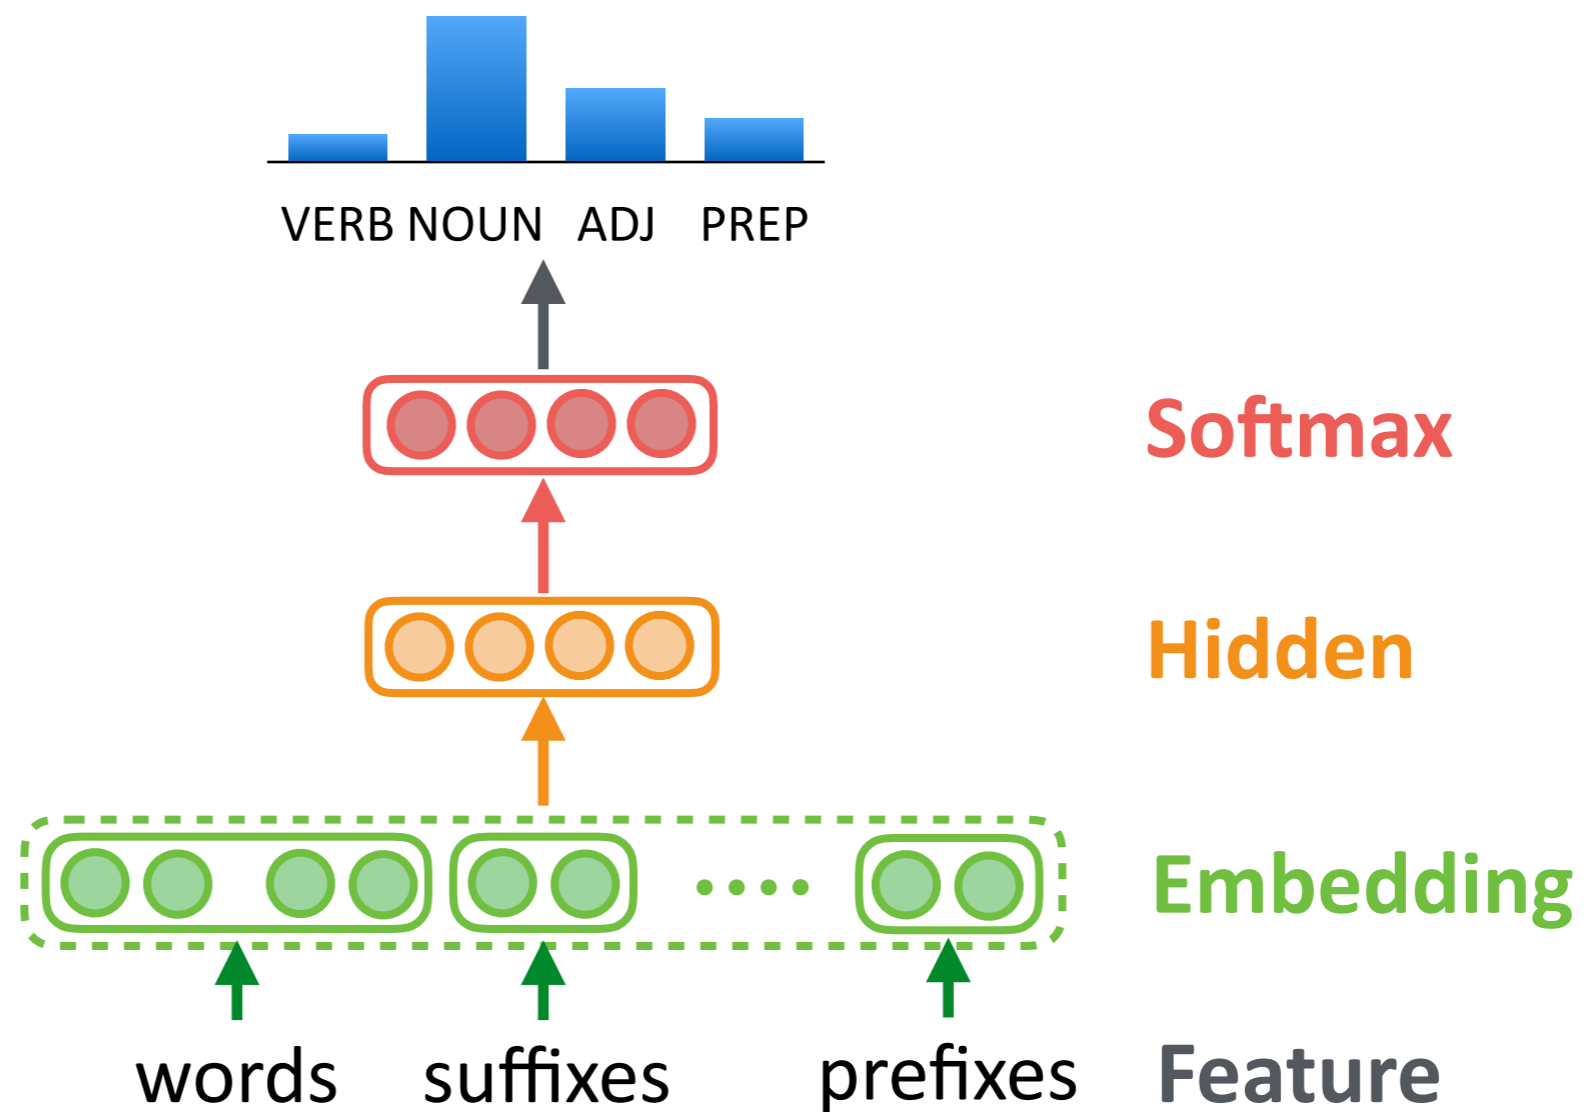 VERB NOUN ADJ PREP
Softmax
Hidden
Embedding
words suffixes prefixes Feature